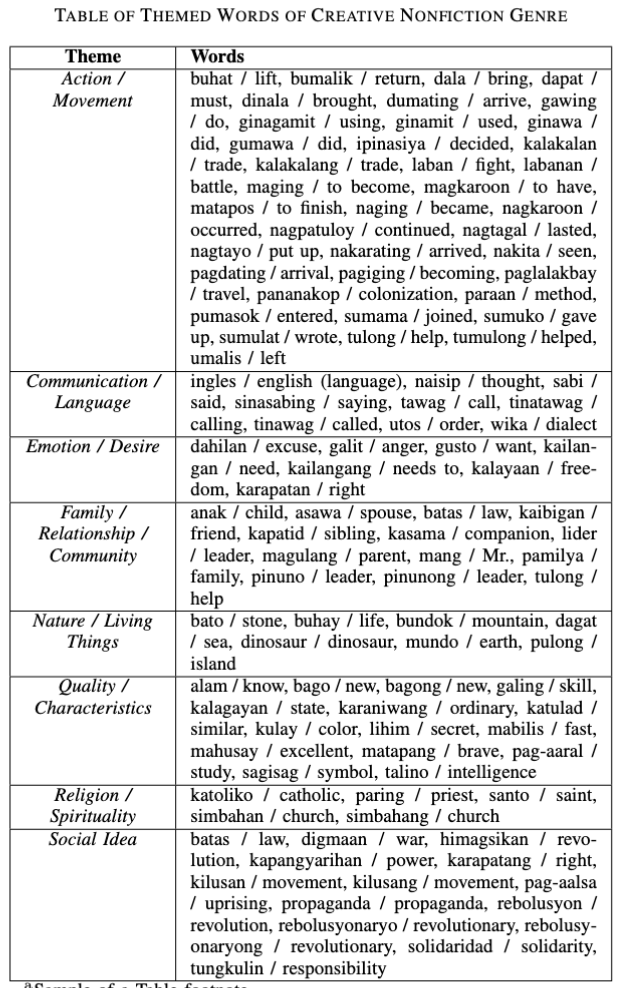 TABLE OF THEMED WORDS OF CREATIVE NONFICTION GENRE
Theme Words
Action / buhat / lift, bumalik / return, dala / bring, dapat /
Movement must, dinala / brought, dumating / arrive, gawing
/ do, ginagamit / using, ginamit / used, ginawa /
did, gumawa / did, ipinasiya / decided, kalakalan
/ trade, kalakalang / trade, laban / fight, labanan /
battle, maging / to become, magkaroon / to have,
matapos / to finish, naging / became, nagkaroon /
occurred, nagpatuloy / continued, nagtagal / lasted,
nagtayo / put up, nakarating / arrived, nakita / seen,
pagdating / arrival, pagiging / becoming, paglalakbay
/ travel, pananakop / colonization, paraan / method,
pumasok / entered, sumama / joined, sumuko / gave
up, sumulat / wrote, tulong / help, tumulong / helped,
umalis / left
Communication / ingles / english (language), naisip / thought, sabi /
Language said, sinasabing / saying, tawag / call, tinatawag /
calling, tinawag / called, utos / order, wika / dialect
Emotion / Desire dahilan / excuse, galit / anger, gusto / want, kailan-
gan / need, kailangang / needs to, kalayaan / free-
dom, karapatan / right
Family / anak / child, asawa / spouse, batas / law, kaibigan /
Relationship / friend, kapatid / sibling, kasama / companion, lider
Community / leader, magulang / parent, mang / Mr., pamilya /
family, pinuno / leader, pinunong / leader, tulong /
help
Nature / Living bato / stone, buhay / life, bundok / mountain, dagat
Things / sea, dinosaur / dinosaur, mundo / earth, pulong /
island
Quality / alam / know, bago / new, bagong / new, galing / skill,
Characteristics kalagayan / state, karaniwang / ordinary, katulad /
similar, kulay / color, lihim / secret, mabilis / fast,
mahusay / excellent, matapang / brave, pag-aaral /
study, sagisag / symbol, talino / intelligence
Religion / katoliko / catholic, paring / priest, santo / saint,
Spirituality simbahan / church, simbahang / church
Social Idea batas / law, digmaan / war, himagsikan / revo-
lution, kapangyarihan / power, karapatang / right,
kilusan / movement, kilusang / movement, pag-aalsa
/ uprising, propaganda / propaganda, rebolusyon /
revolution, rebolusyonaryo / revolutionary, rebolusy-
onaryong / revolutionary, solidaridad / solidarity,
tungkulin / responsibility
aSample of a Table footnote